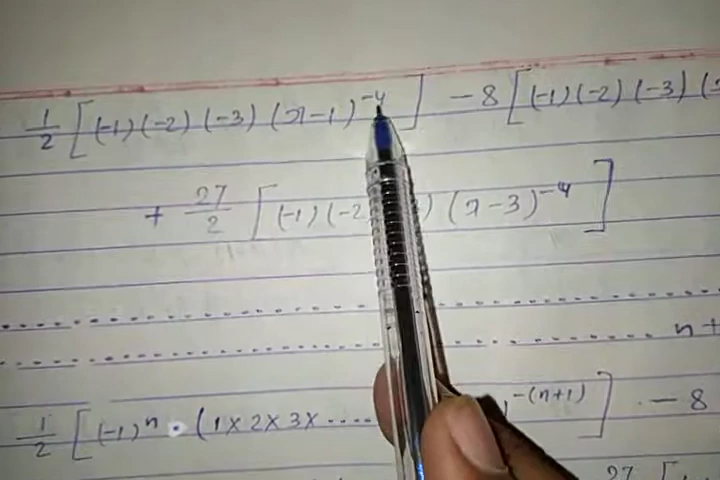 1/2 [(-1)(-2)(-3)(x-1)^-4] - 8[(-1)(-2)(-3)(
+ 27/2 [(-1)(-2 ) (x-3)^-4]
n+
1/2 [(-1)^n · (1×2×3×.... )^-(n+1)] - 8
27 [